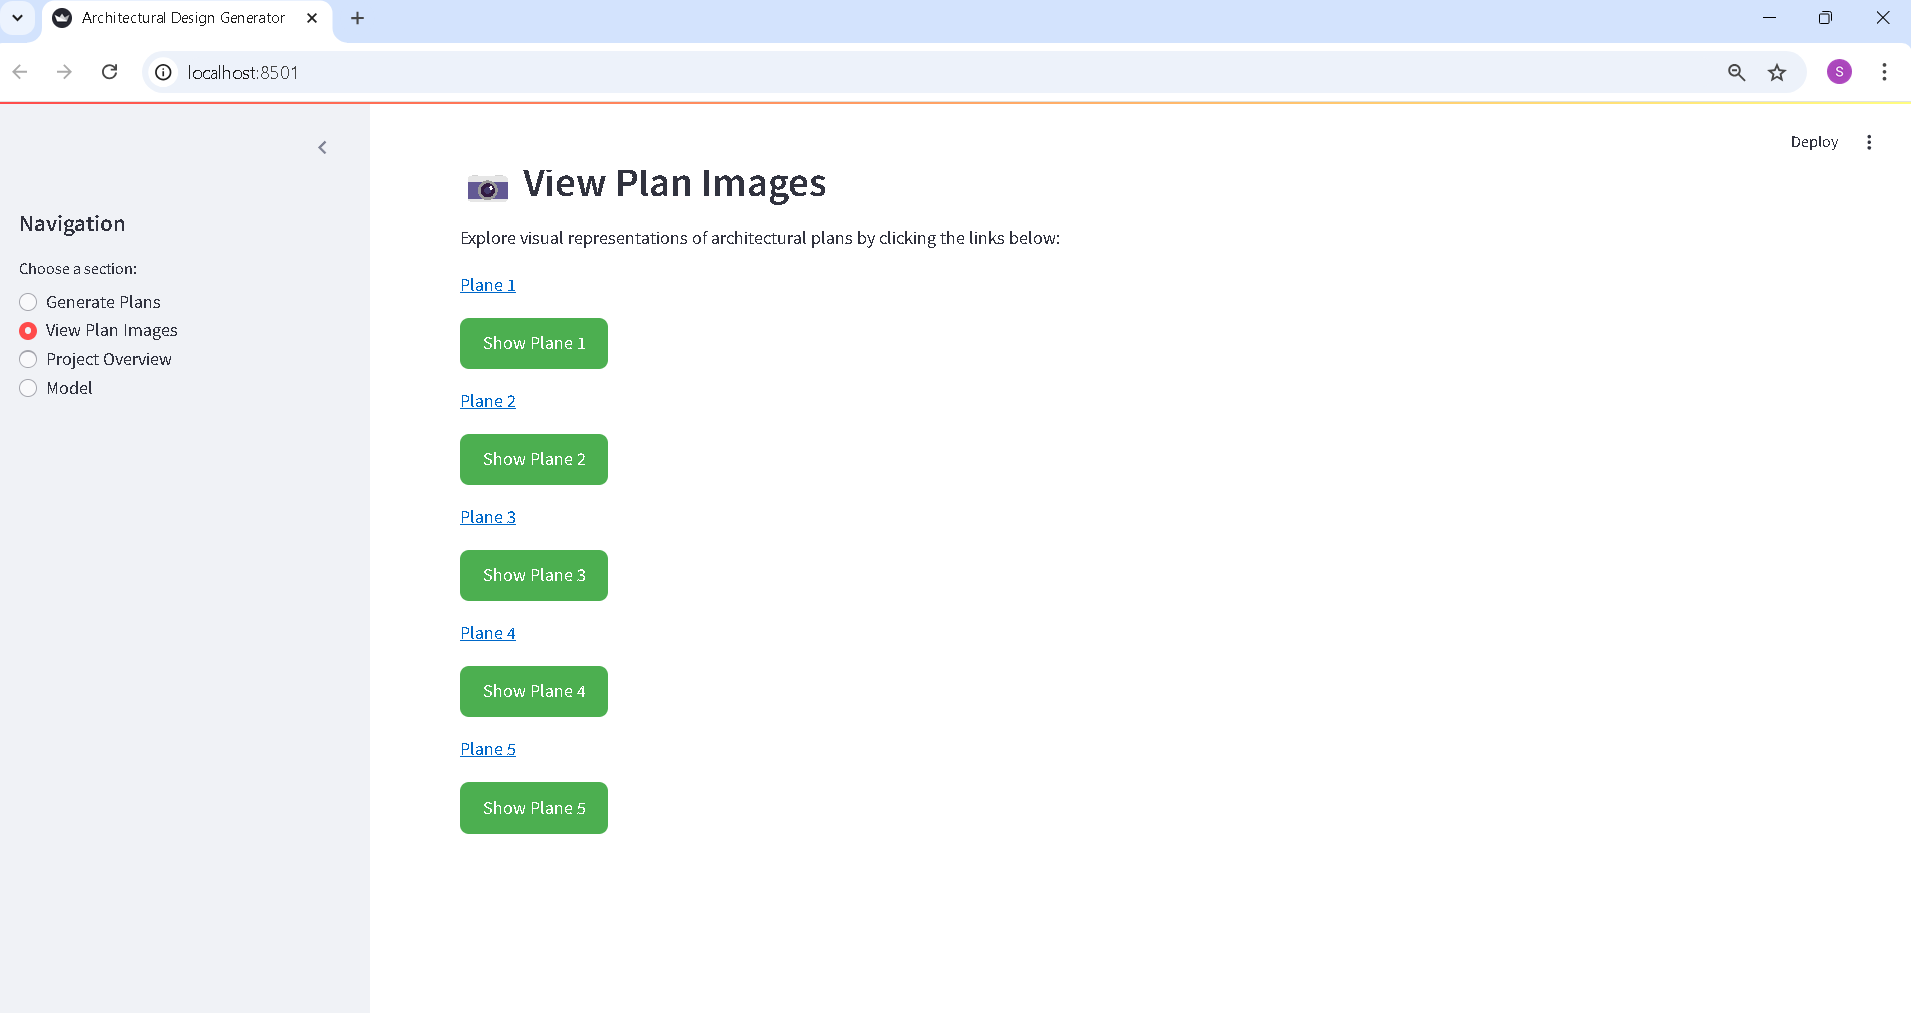 Architectural Design Generator
localhost:8501
S
Deploy
Navigation
Choose a section:
Generate Plans
View Plan Images
Project Overview
Model
View Plan Images
Explore visual representations of architectural plans by clicking the links below:
Plane 1
Show Plane 1
Plane 2
Show Plane 2
Plane 3
Show Plane 3
Plane 4
Show Plane 4
Plane 5
Show Plane 5